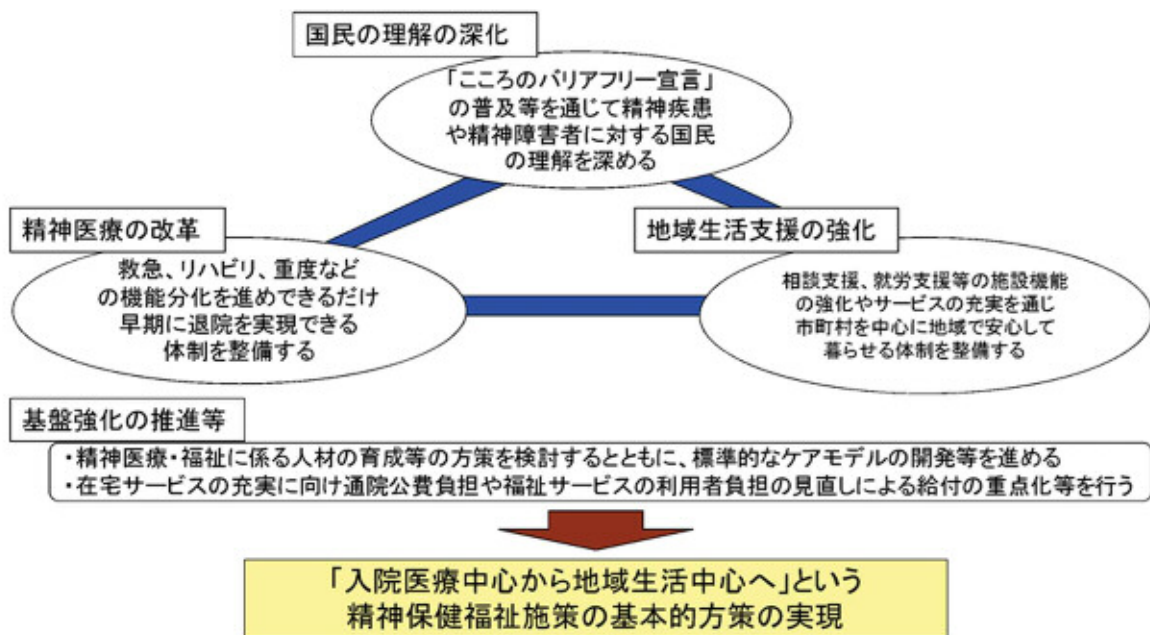 国民の理解の深化
「こころのバリアフリー宣言」
の普及等を通じて精神疾患
や精神障害者に対する国民
の理解を深める
精神医療の改革
救急、リハビリ、重度など
の機能分化を進めできるだけ
早期に退院を実現できる
体制を整備する
地域生活支援の強化
相談支援、就労支援等の施設機能
の強化やサービスの充実を通じ
市町村を中心に地域で安心して
暮らせる体制を整備する
基盤強化の推進等
・精神医療・福祉に係る人材の育成等の方策を検討するとともに、標準的なケアモデルの開発等を進める
・在宅サービスの充実に向け通院公費負担や福祉サービスの利用者負担の見直しによる給付の重点化等を行う
「入院医療中心から地域生活中心へ」という
精神保健福祉施策の基本的方策の実現